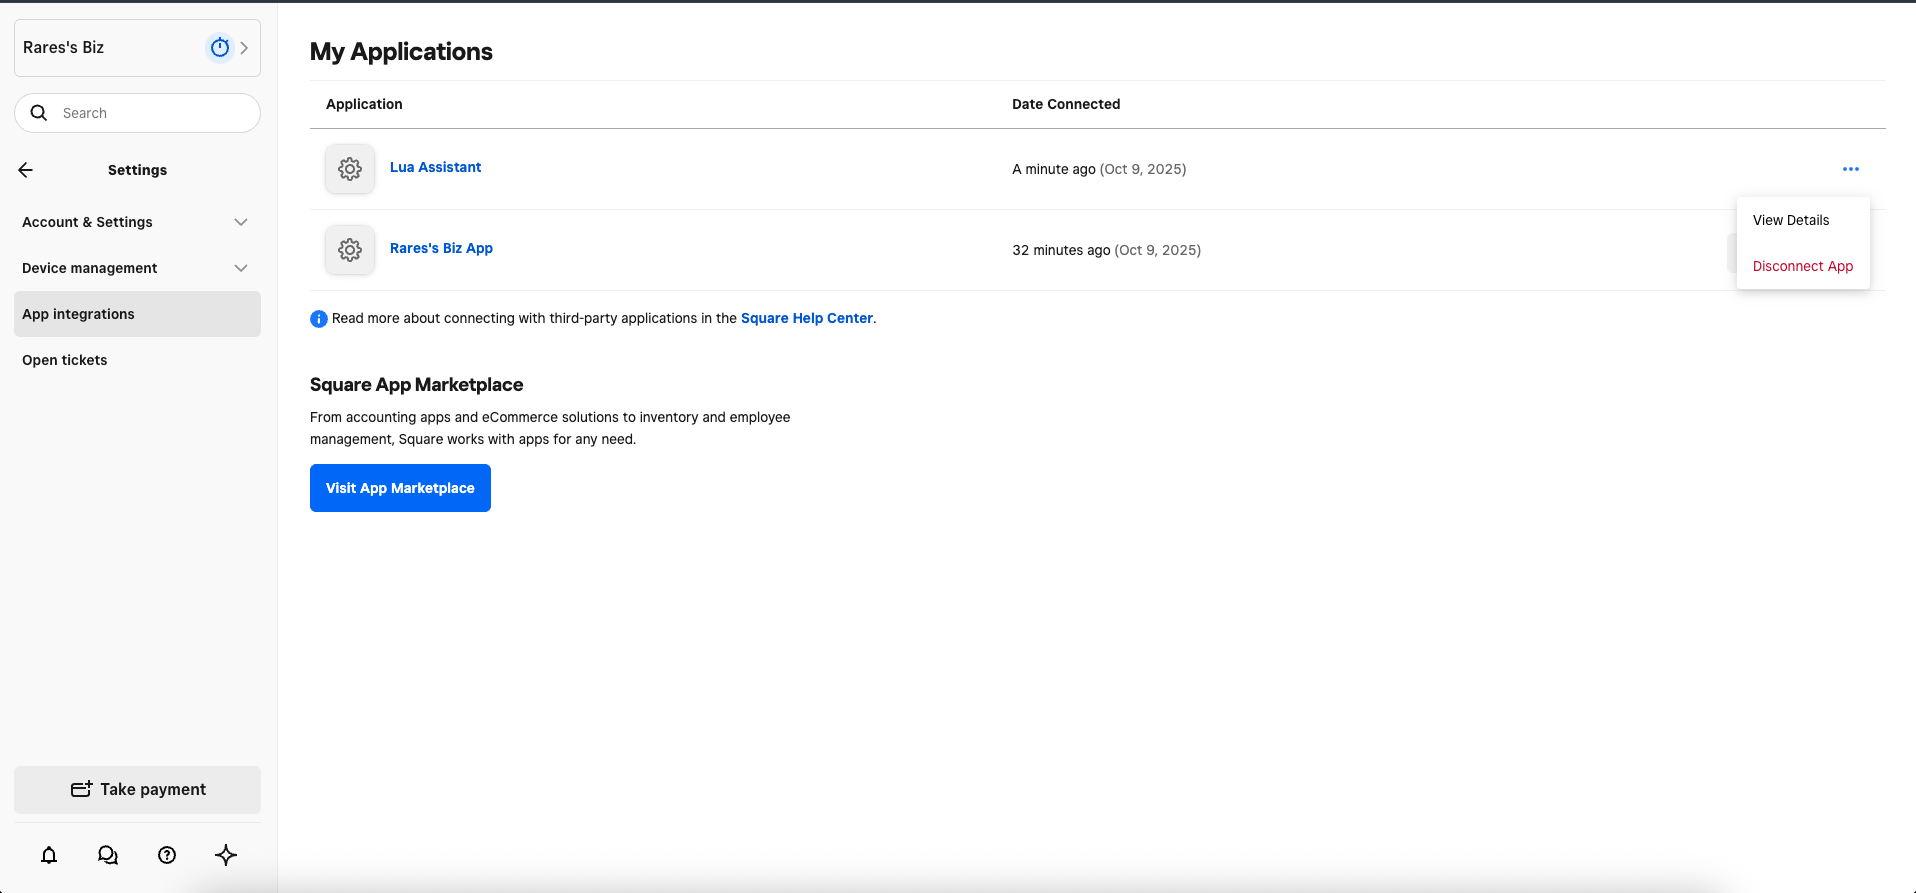 Rares's Biz
Search
Settings
Account & Settings
Device management
App integrations
Open tickets
Take payment
My Applications
Application Date Connected
Lua Assistant A minute ago (Oct 9, 2025)
View Details
Rares's Biz App 32 minutes ago (Oct 9, 2025)
Disconnect App
Read more about connecting with third-party applications in the Square Help Center.
Square App Marketplace
From accounting apps and eCommerce solutions to inventory and employee
management, Square works with apps for any need.
Visit App Marketplace